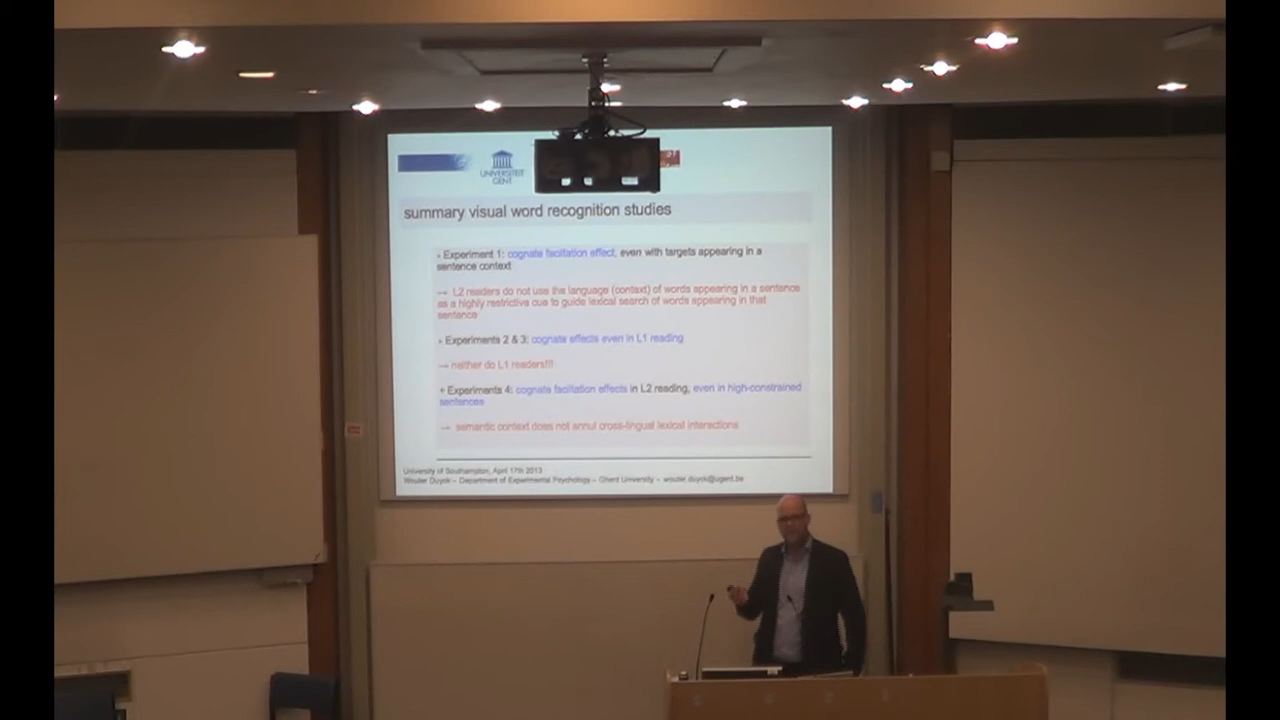 UNIVERSITEIT
GENT
summary visual word recognition studies
- Experiment 1: cognate facilitation effect, even with targets appearing in a
sentence context
→ L2 readers do not use the language (context) of words appearing in a sentence
as a highly restrictive cue to guide lexical search of words appearing in that
sentence
• Experiments 2 & 3: cognate effects even in L1 reading
→ neither do L1 readers!!!
• Experiments 4: cognate facilitation effects in L2 reading, even in high-constrained
sentences
→ semantic context does not annul cross-lingual lexical interactions
University of Southampton, April 17th 2013
Wouter Duyck – Department of Experimental Psychology – Ghent University – wouter.duyck@ugent.be